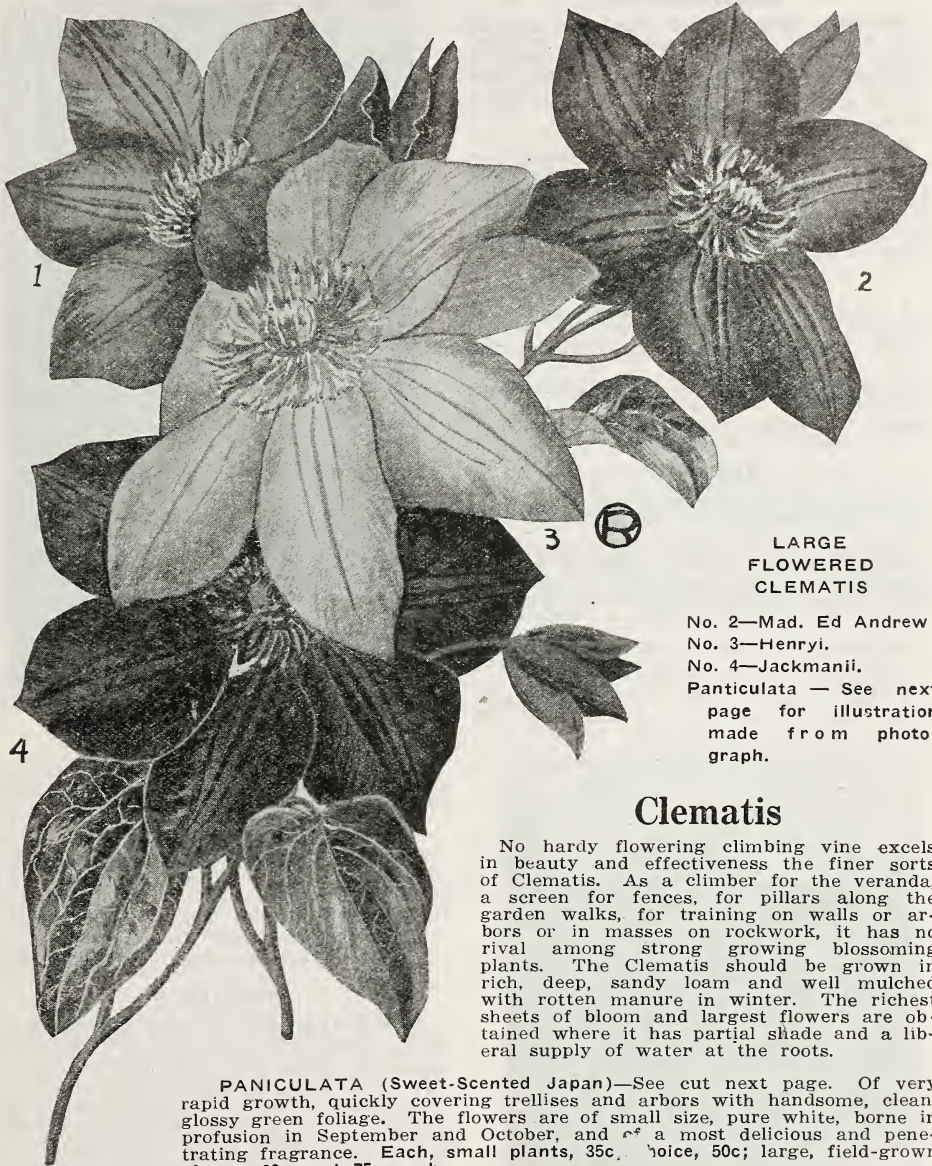 1
2
3
R
4
LARGE
FLOWERED
CLEMATIS
No. 2—Mad. Ed Andrew
No. 3—Henryi.
No. 4—Jackmanii.
Panticulata — See nex
page for illustration
made from photo
graph.
Clematis
No hardy flowering climbing vine excels
in beauty and effectiveness the finer sorts
of Clematis. As a climber for the veranda,
a screen for fences, for pillars along the
garden walks, for training on walls or ar-
bors or in masses on rockwork, it has no
rival among strong growing blossoming
plants. The Clematis should be grown in
rich, deep, sandy loam and well mulched
with rotten manure in winter. The richest
sheets of bloom and largest flowers are ob-
tained where it has partial shade and a lib-
eral supply of water at the roots.
PANICULATA (Sweet-Scented Japan)—See cut next page. Of very
rapid growth, quickly covering trellises and arbors with handsome, clean
glossy green foliage. The flowers are of small size, pure white, borne in
profusion in September and October, and of a most delicious and pene-
trating fragrance. Each, small plants, 35c. hoice, 50c; large, field-grown